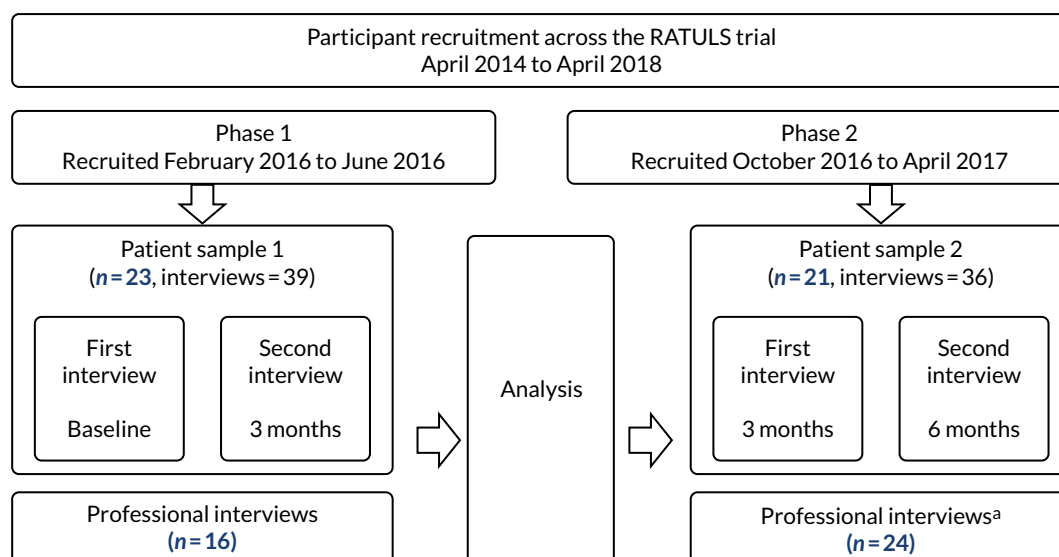 Participant recruitment across the RATULS trial
April 2014 to April 2018
Phase 1
Recruited February 2016 to June 2016
Phase 2
Recruited October 2016 to April 2017
Patient sample 1
(n = 23, interviews = 39)
First
interview
Baseline
Second
interview
3 months
Professional interviews
(n = 16)
Analysis
Patient sample 2
(n = 21, interviews = 36)
First
interview
3 months
Second
interview
6 months
Professional interviewsᵃ
(n = 24)